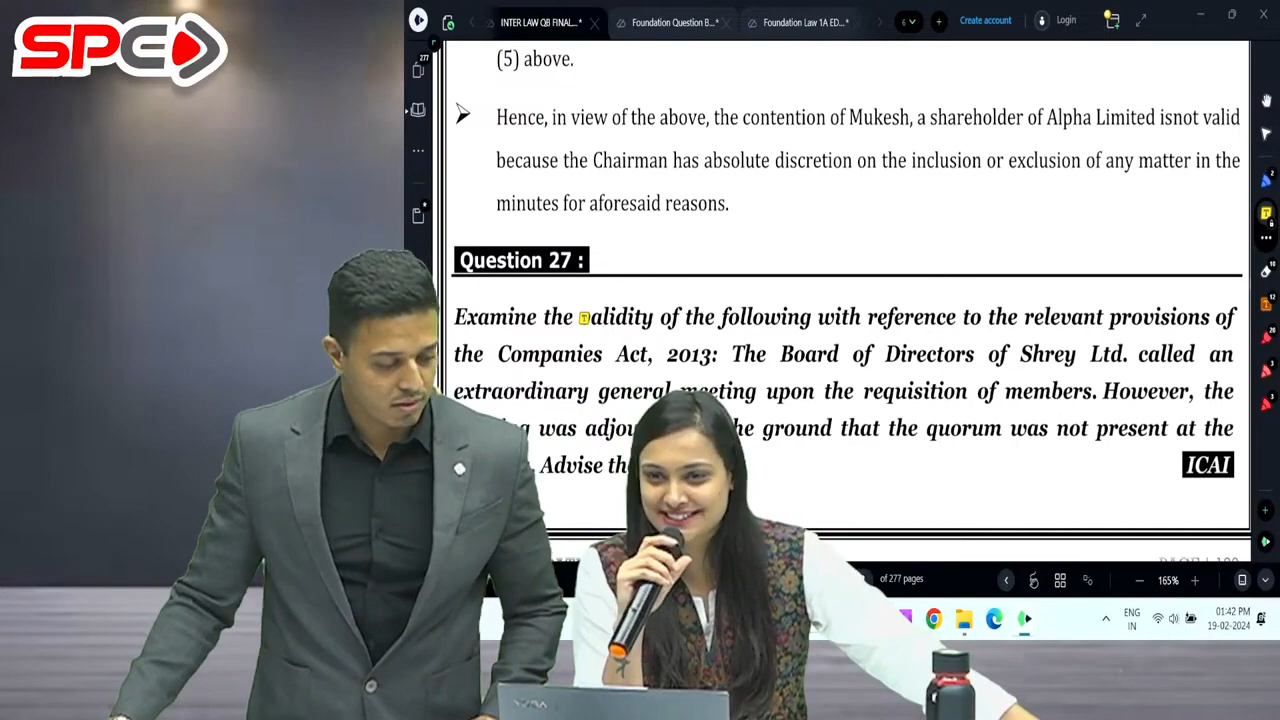 SPC
INTER LAW QB FINAL...*
Foundation Question B...*
Foundation Law 1A ED...*
6
Create account
Login
277
(5) above.
Hence, in view of the above, the contention of Mukesh, a shareholder of Alpha Limited isnot valid
because the Chairman has absolute discretion on the inclusion or exclusion of any matter in the
minutes for aforesaid reasons.
Question 27 :
Examine the alidity of the following with reference to the relevant provisions of
the Companies Act, 2013: The Board of Directors of Shrey Ltd. called an
extraordinary general meeting upon the requisition of members. However, the
was adjou he ground that the quorum was not present at the
Advise the
ICAI
of 277 pages
165%
ENG
IN
01:42 PM
19-02-2024